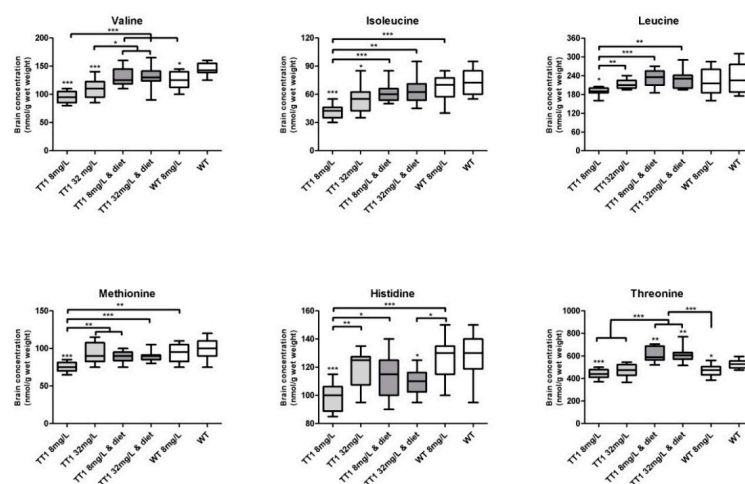 Valine
***
*
***
***
*
150
100
50
0
Brain concentration
(nmol/g wet weight)
TT1 8mg/L
TT1 32 mg/L
TT1 8mg/L & diet
TT1 32mg/L & diet
WT 8mg/L
WT
Isoleucine
***
**
***
*
***
120
90
60
30
0
Brain concentration
(nmol/g wet weight)
TT1 8mg/L
TT1 32 mg/L
TT1 8mg/L & diet
TT1 32mg/L & diet
WT 8mg/L
WT
Leucine
**
***
**
*
360
300
240
180
120
60
0
Brain concentration
(nmol/g wet weight)
TT1 8mg/L
TT1 32mg/L
TT1 8mg/L & diet
TT1 32mg/L & diet
WT 8mg/L
WT
Methionine
**
***
**
***
150
100
50
0
Brain concentration
(nmol/g wet weight)
TT1 8mg/L
TT1 32mg/L
TT1 8mg/L & diet
TT1 32mg/L & diet
WT 8mg/L
WT
Histidine
***
*
**
*
*
***
160
140
120
100
80
Brain concentration
(nmol/g wet weight)
TT1 8mg/L
TT1 32mg/L
TT1 8mg/L & diet
TT1 32mg/L & diet
WT 8mg/L
WT
Threonine
***
***
**
**
***
*
1000
800
600
400
200
0
Brain concentration
(nmol/g wet weight)
TT1 8mg/L
TT1 32mg/L
TT1 8mg/L & diet
TT1 32mg/L & diet
WT 8mg/L
WT